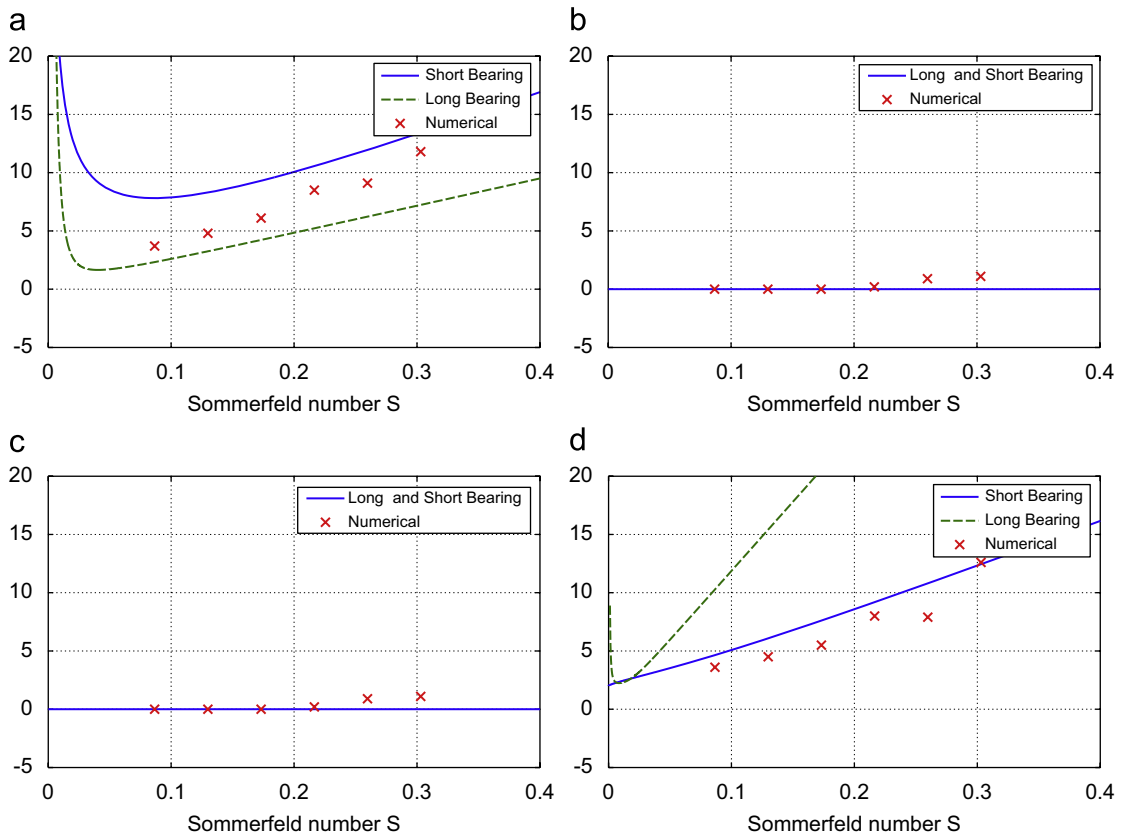 a
20
15
10
5
0
-5
0 0.1 0.2 0.3 0.4
Sommerfeld number S
Short Bearing
Long Bearing
Numerical
b
20
15
10
5
0
-5
0 0.1 0.2 0.3 0.4
Sommerfeld number S
Long and Short Bearing
Numerical
c
20
15
10
5
0
-5
0 0.1 0.2 0.3 0.4
Sommerfeld number S
Long and Short Bearing
Numerical
d
20
15
10
5
0
-5
0 0.1 0.2 0.3 0.4
Sommerfeld number S
Short Bearing
Long Bearing
Numerical